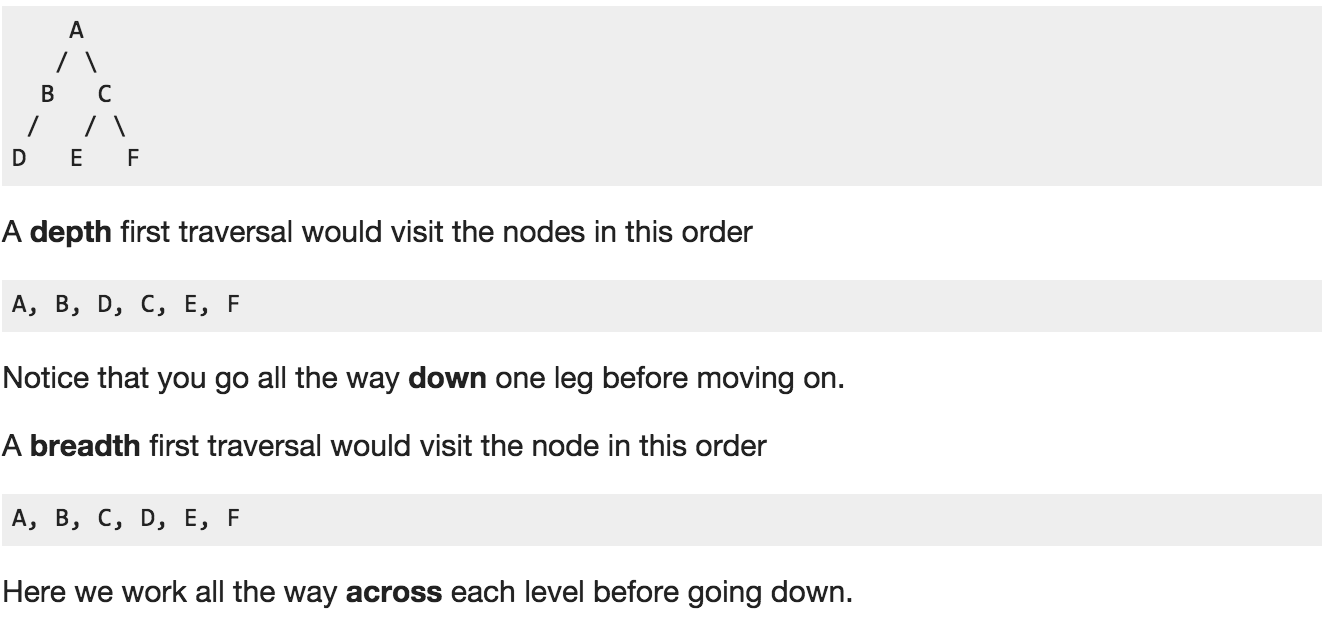 A
   / \
  B   C
 /   / \
D   E   F
A depth first traversal would visit the nodes in this order
A, B, D, C, E, F
Notice that you go all the way down one leg before moving on.
A breadth first traversal would visit the node in this order
A, B, C, D, E, F
Here we work all the way across each level before going down.